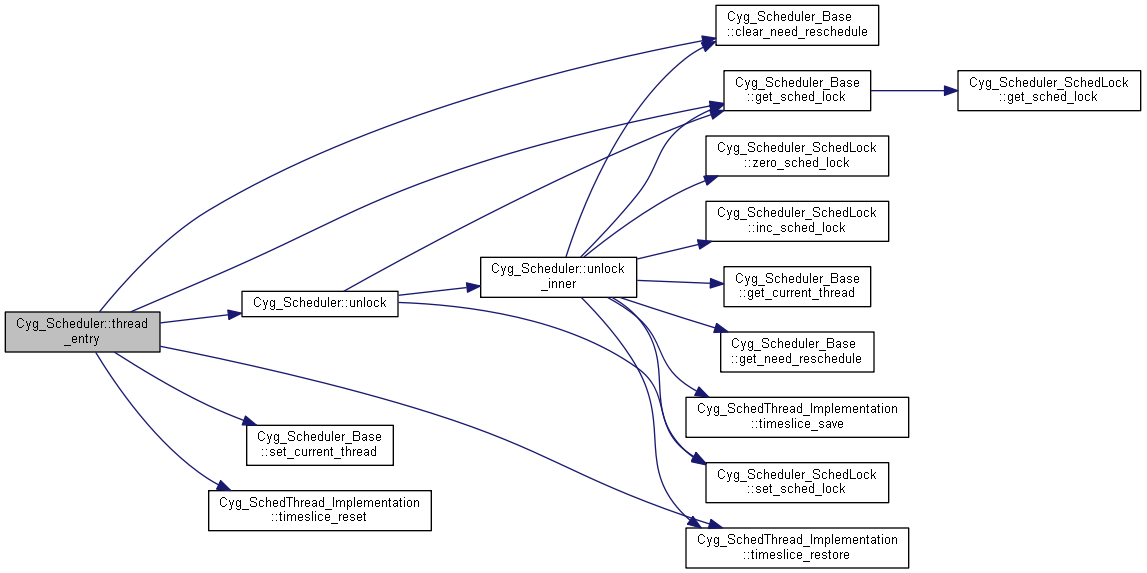 Cyg_Scheduler_Base
::clear_need_reschedule
Cyg_Scheduler_Base
::get_sched_lock
Cyg_Scheduler_SchedLock
::get_sched_lock
Cyg_Scheduler_SchedLock
::zero_sched_lock
Cyg_Scheduler_SchedLock
::inc_sched_lock
Cyg_Scheduler::unlock
_inner
Cyg_Scheduler_Base
::get_current_thread
Cyg_Scheduler::unlock
Cyg_Scheduler::thread
_entry
Cyg_Scheduler_Base
::get_need_reschedule
Cyg_SchedThread_Implementation
::timeslice_save
Cyg_Scheduler_Base
::set_current_thread
Cyg_Scheduler_SchedLock
::set_sched_lock
Cyg_SchedThread_Implementation
::timeslice_reset
Cyg_SchedThread_Implementation
::timeslice_restore